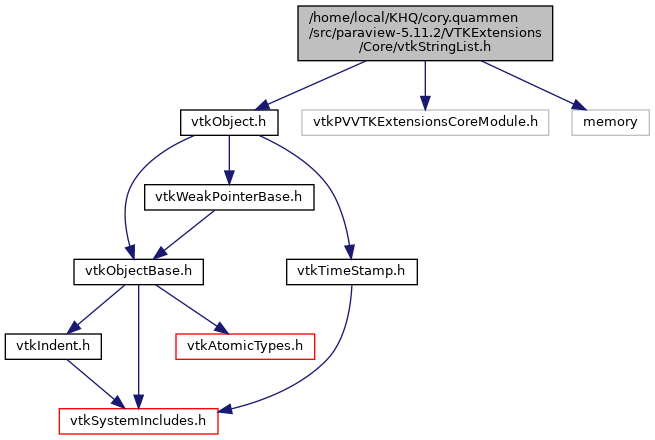 /home/local/KHQ/cory.quammen
/src/paraview-5.11.2/VTKExtensions
/Core/vtkStringList.h
vtkObject.h
vtkPVVTKExtensionsCoreModule.h
memory
vtkWeakPointerBase.h
vtkObjectBase.h
vtkTimeStamp.h
vtkIndent.h
vtkAtomicTypes.h
vtkSystemIncludes.h